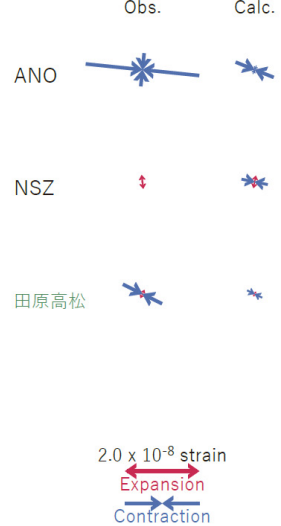 Obs. Calc.
ANO
NSZ
田原高松
2.0 x 10⁻⁸ strain
Expansion
Contraction